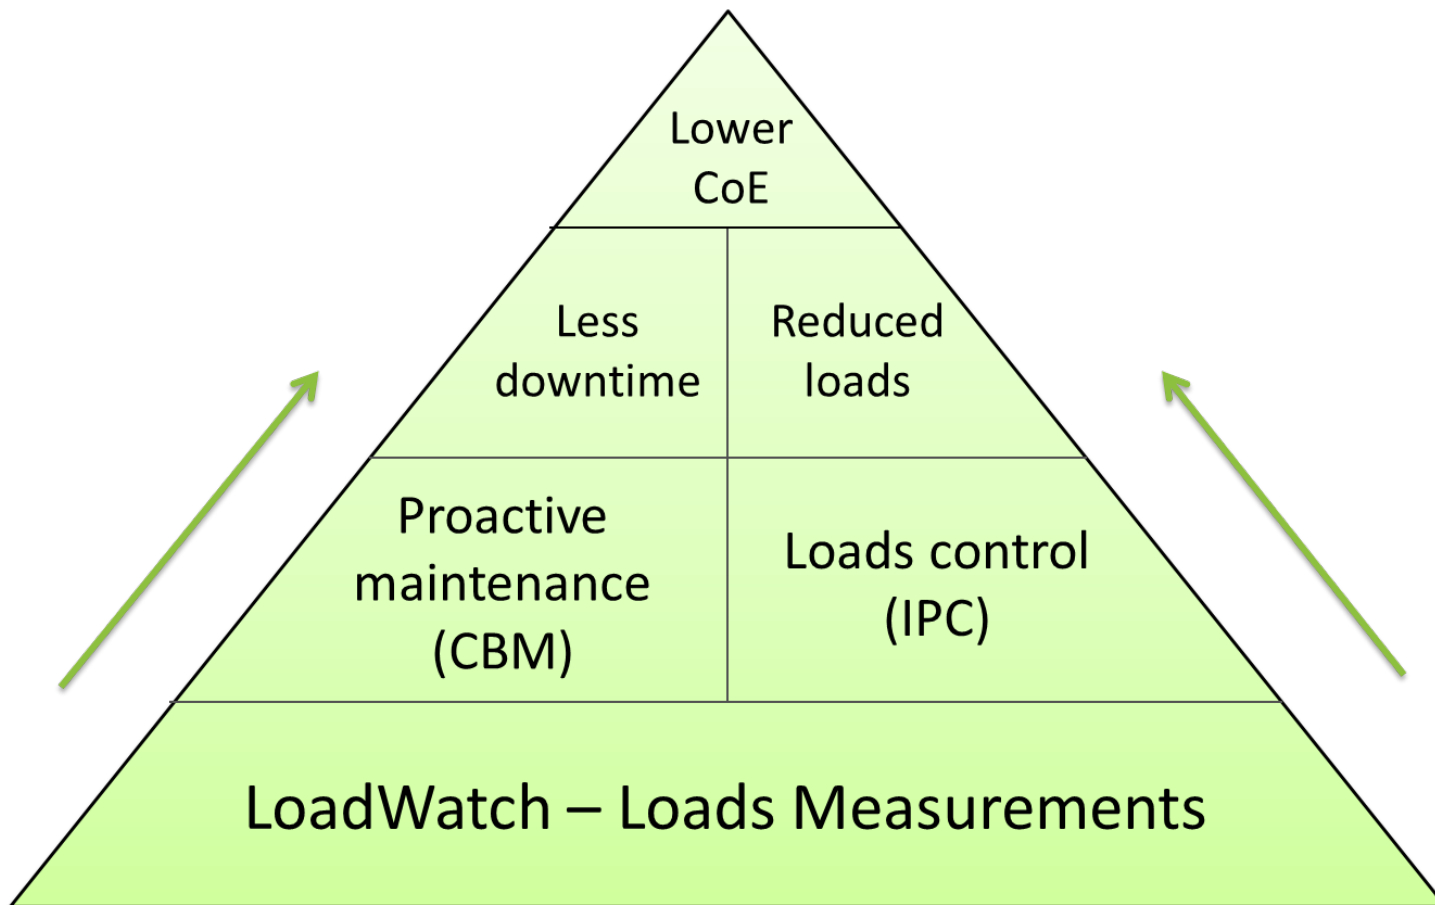 Lower
CoE
Less
downtime
Reduced
loads
Proactive
maintenance
(CBM)
Loads control
(IPC)
LoadWatch – Loads Measurements